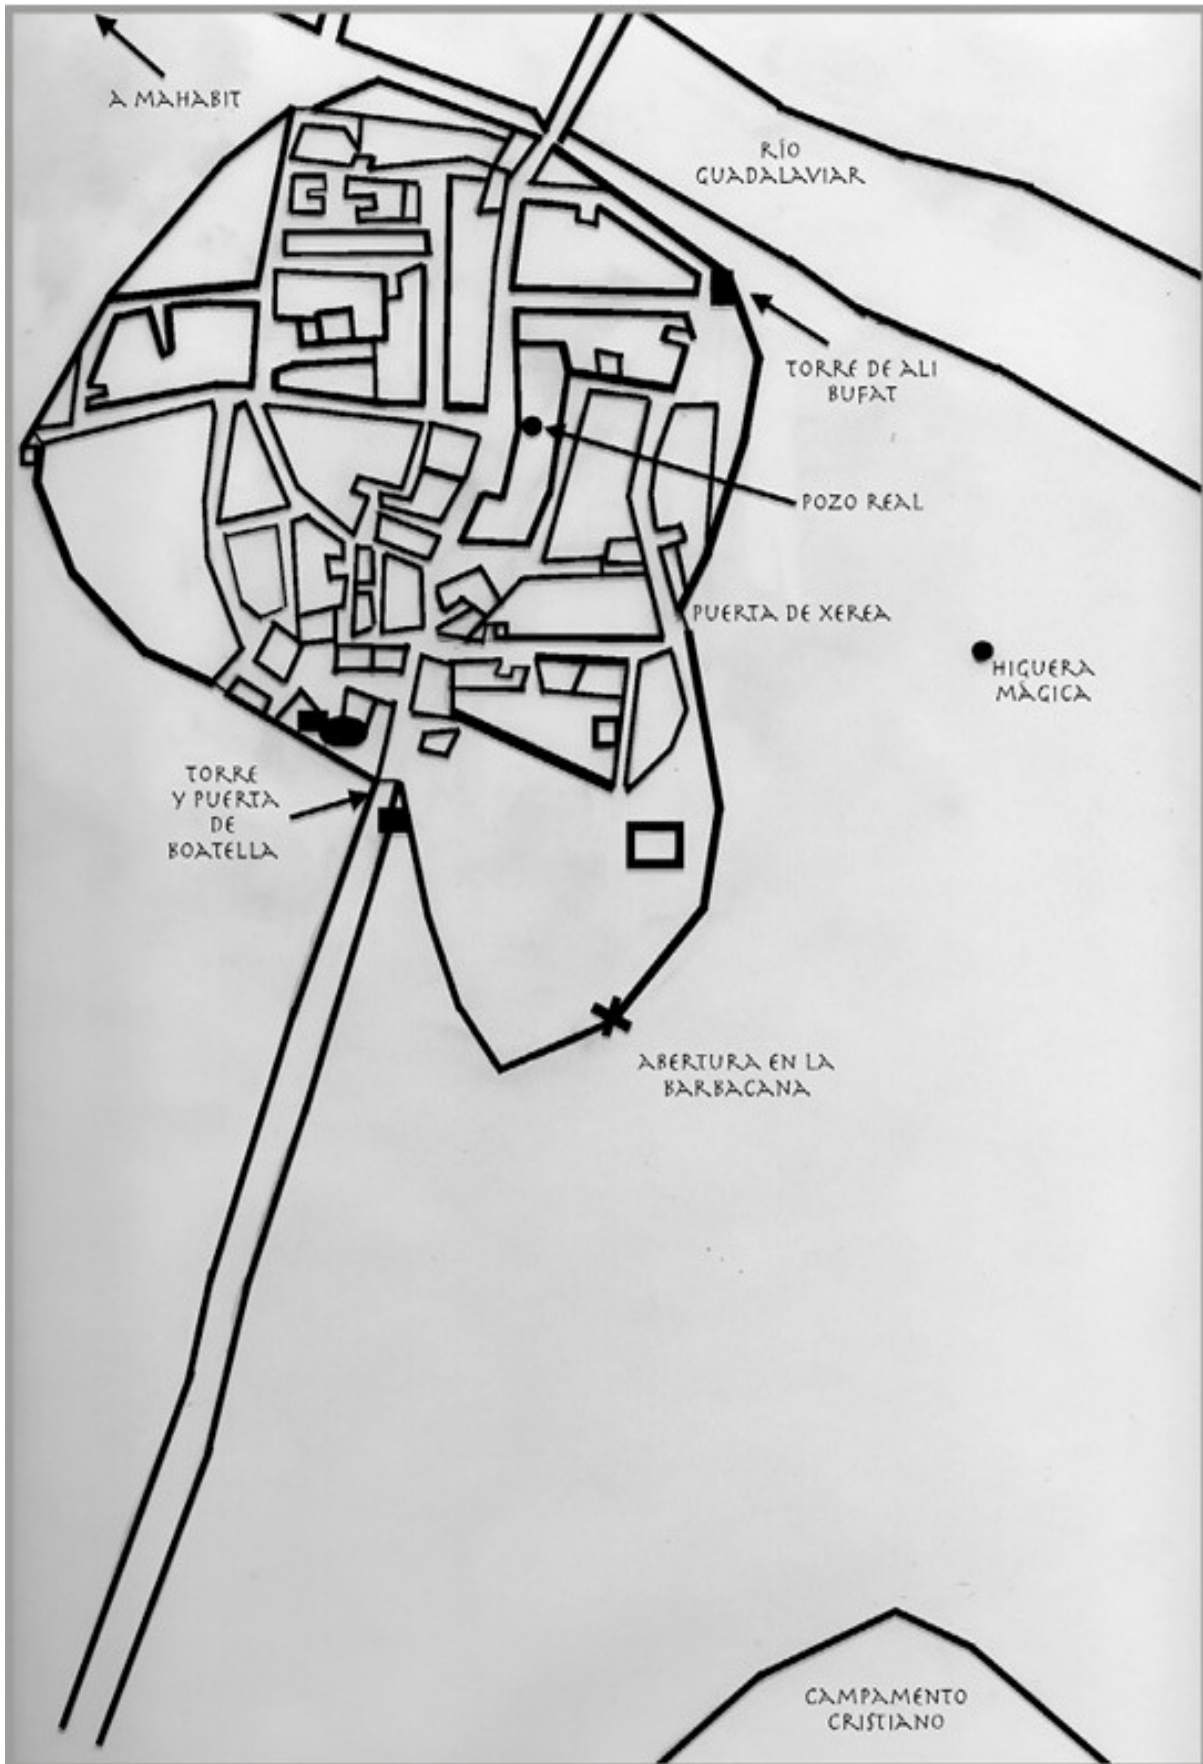 A MAHABIT
RÍO
GUADALAVIAR
TORRE DE ALI
BUFAT
POZO REAL
PUERTA DE XEREA
HIGUERA
MÁGICA
TORRE
Y PUERTA
DE
BOATELLA
ABERTURA EN LA
BARBACANA
CAMPAMENTO
CRISTIANO